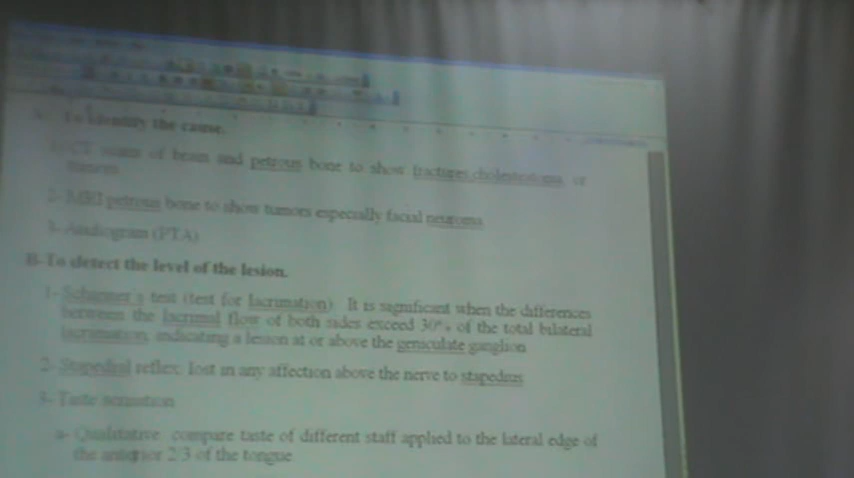 A- To identify the cause.
1- CT scans of brain and petrous bone to show fractures, cholesteatoma, or
tumors
2- MRI petrous bone to show tumors especially facial neuroma
3- Audiogram (PTA)
B- To detect the level of the lesion.
1- Schirmer's test (test for lacrimation). It is significant when the differences
between the lacrimal flow of both sides exceed 30% of the total bilateral
lacrimation, indicating a lesion at or above the geniculate ganglion
2- Stapedial reflex: lost in any affection above the nerve to stapedius
3- Taste sensation
a- Qualitative: compare taste of different staff applied to the lateral edge of
the anterior 2/3 of the tongue